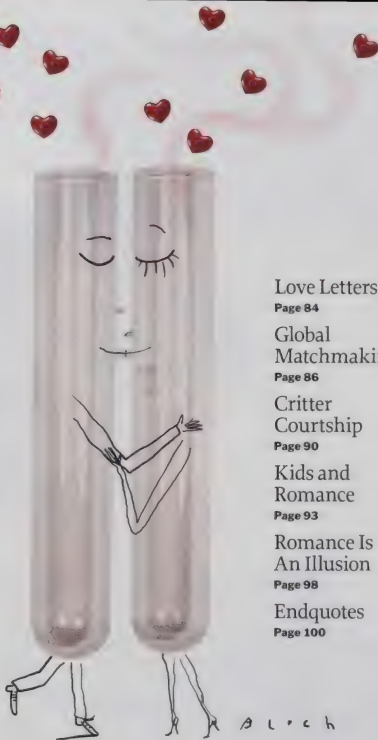 Love Letters
Page 84
Global
Matchmaki
Page 86
Critter
Courtship
Page 90
Kids and
Romance
Page 93
Romance Is
An Illusion
Page 98
Endquotes
Page 100
Bloch